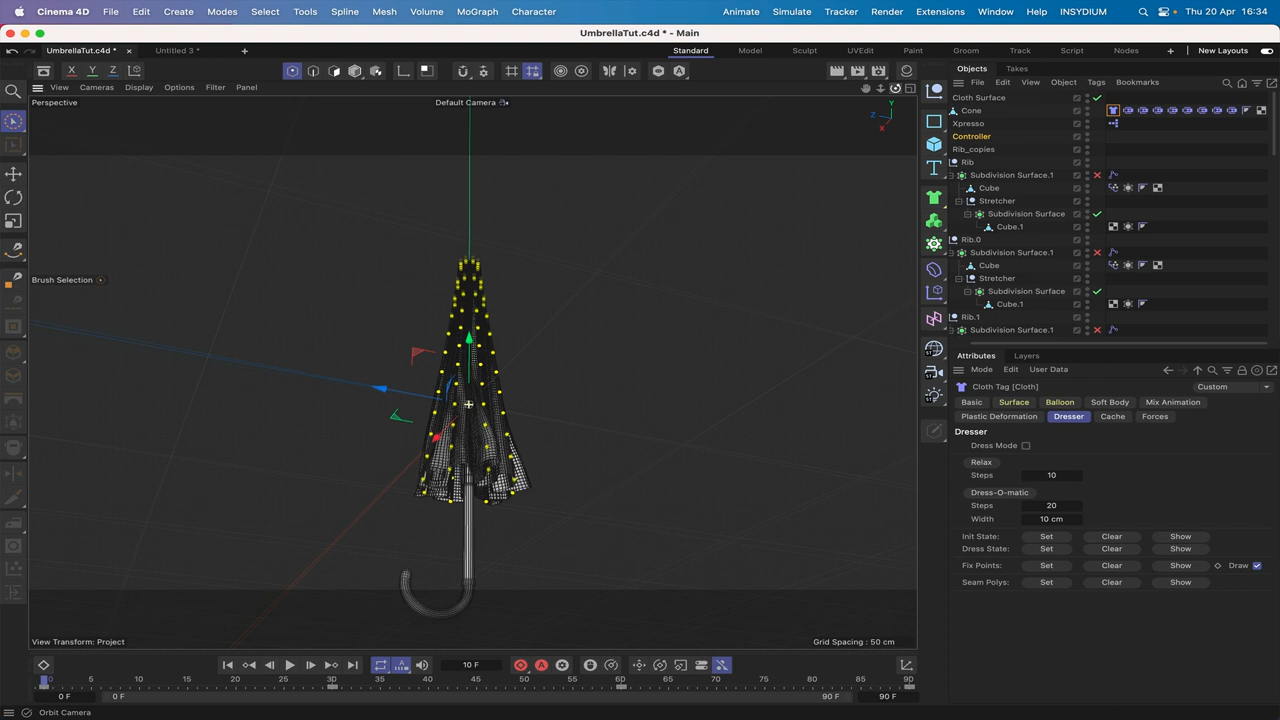 Cinema 4D File Edit Create Modes Select Tools Spline Mesh Volume MoGraph Character Animate Simulate Tracker Render Extensions Window Help INSYDIUM Thu 20 Apr 16:34
UmbrellaTut.c4d * - Main
UmbrellaTut.c4d * Untitled 3 * Standard Model Sculpt UVEdit Paint Groom Track Script Nodes New Layouts
X Y Z
Objects Takes
View Cameras Display Options Filter Panel
File Edit View Object Tags Bookmarks
Perspective
Default Camera
Y
Z
X
Cloth Surface
Cone
Xpresso
Controller
Rib_copies
Rib
Subdivision Surface.1
Cube
Stretcher
Subdivision Surface
Cube.1
Rib.0
Subdivision Surface.1
Cube
Stretcher
Subdivision Surface
Cube.1
Rib.1
Subdivision Surface.1
Brush Selection
ST
ST
ST
Attributes Layers
Mode Edit User Data
Cloth Tag [Cloth] Custom
Basic Surface Balloon Soft Body Mix Animation
Plastic Deformation Dresser Cache Forces
Dresser
Dress Mode
Relax
Steps 10
Dress-O-matic
Steps 20
Width 10 cm
Init State: Set Clear Show
Dress State: Set Clear Show
Fix Points: Set Clear Show Draw
Seam Polys: Set Clear Show
View Transform: Project Grid Spacing : 50 cm
10 F
0 5 10 15 20 25 30 35 40 45 50 55 60 65 70 75 80 85 90
0 F 0 F 90 F 90 F
Orbit Camera